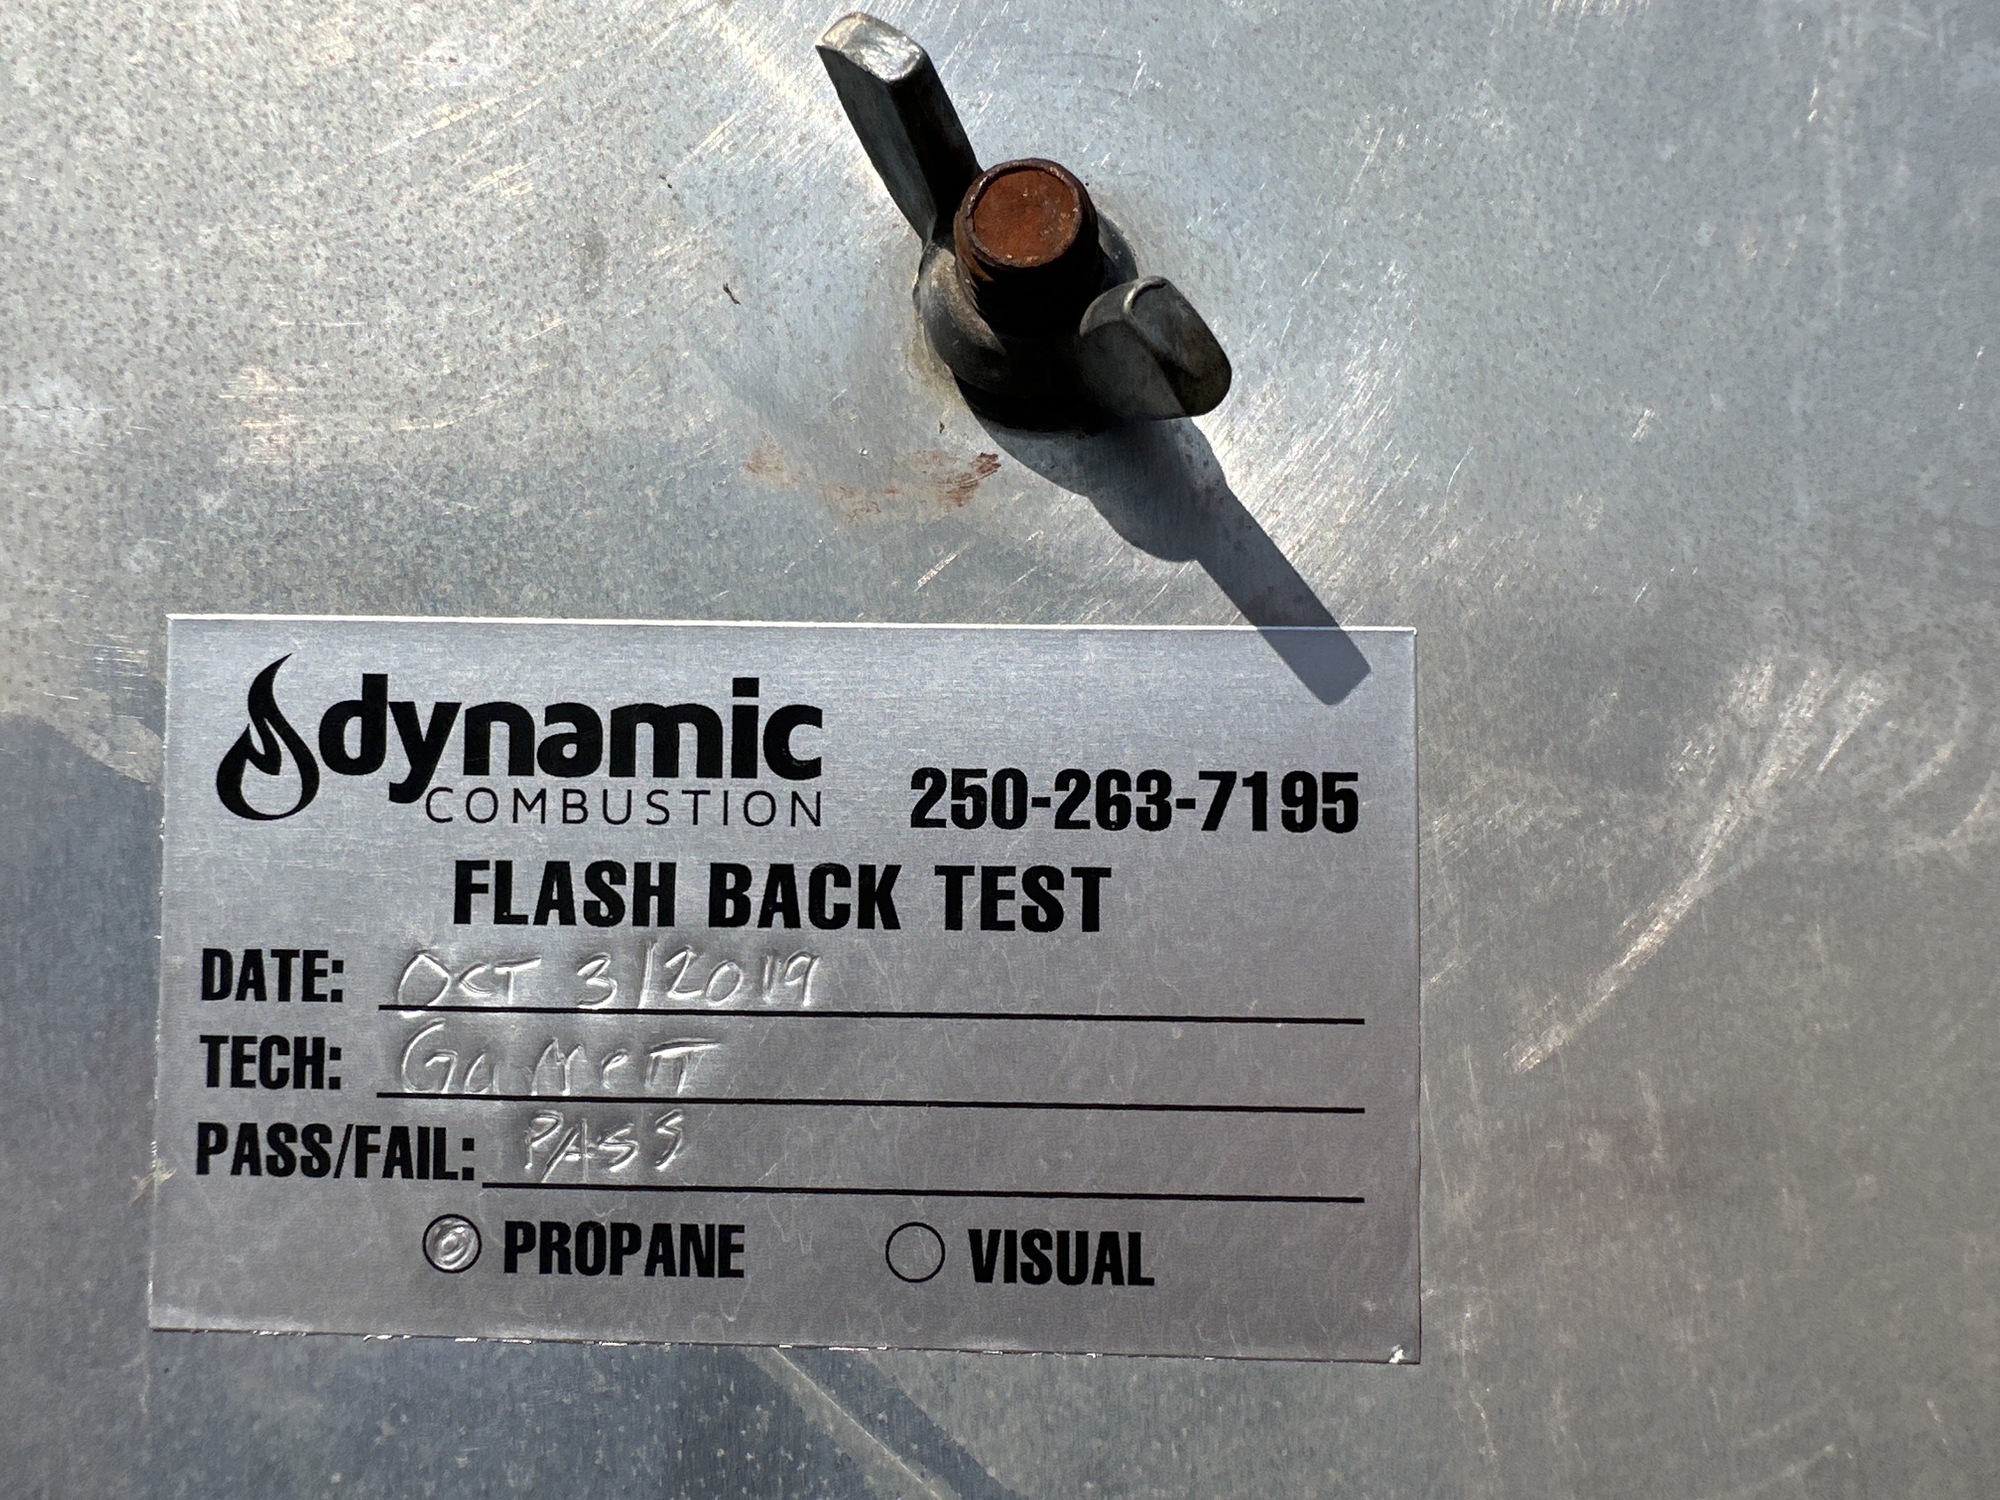 dynamic
COMBUSTION 250-263-7195
FLASH BACK TEST
DATE: OCT 3/2019
TECH: Garrett
PASS/FAIL: PASS
PROPANE VISUAL